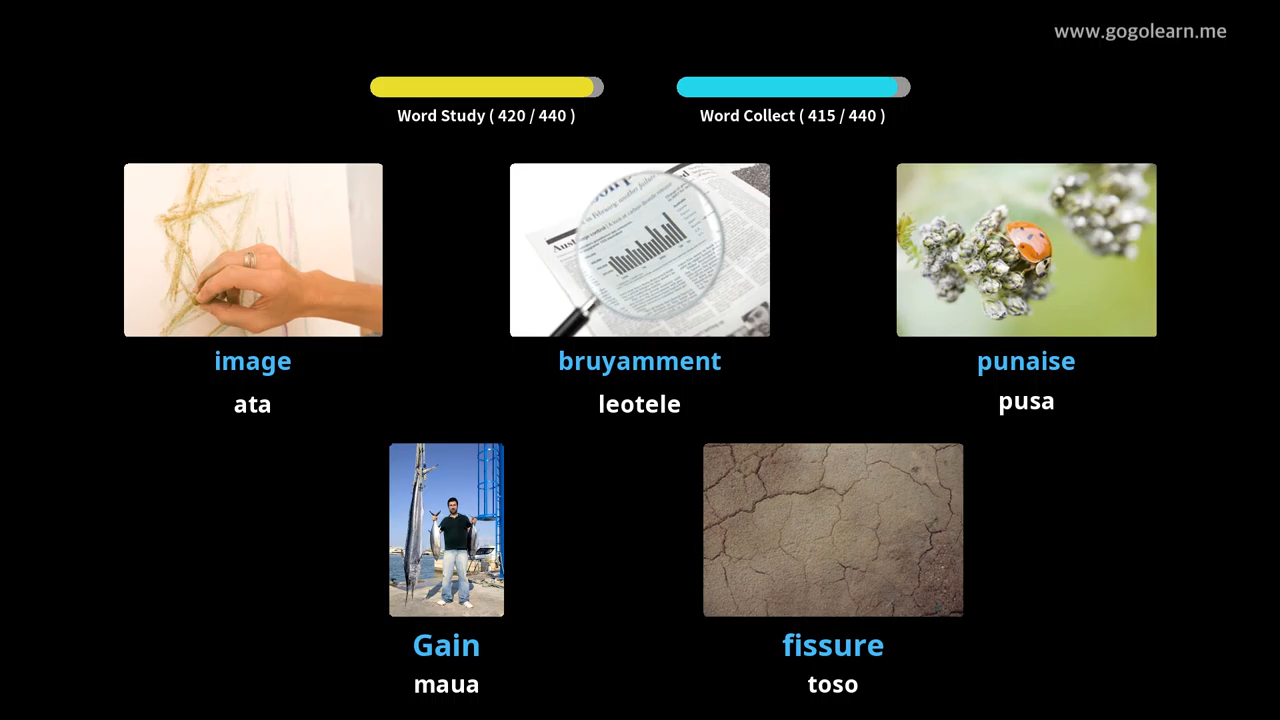 www.gogolearn.me
Word Study ( 420 / 440 )
Word Collect ( 415 / 440 )
image
bruyamment
punaise
ata
leotele
pusa
Gain
fissure
maua
toso